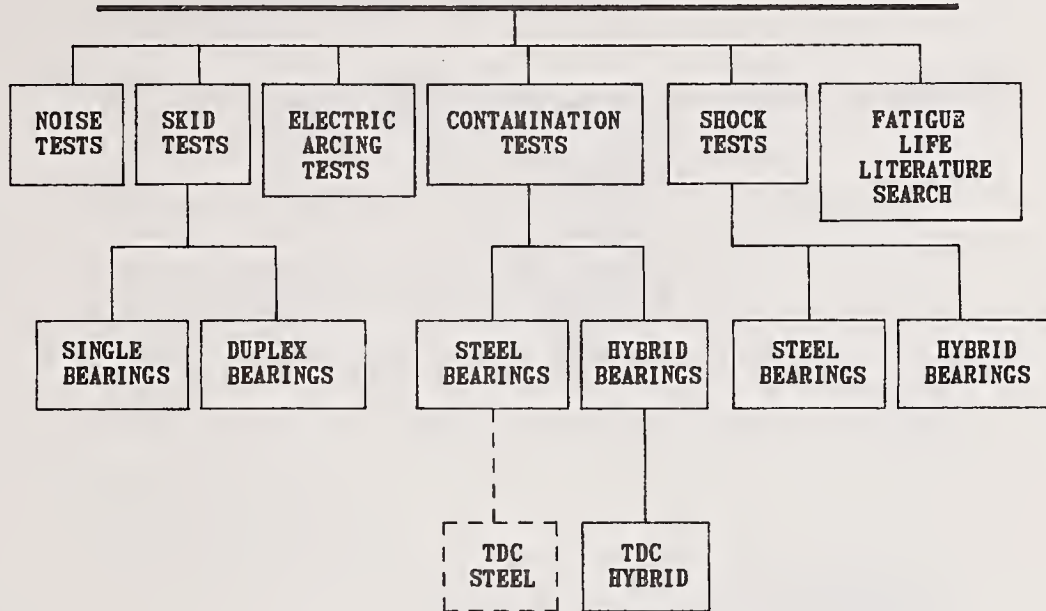 NOISE
TESTS
SKID
TESTS
ELECTRIC
ARCING
TESTS
CONTAMINATION
TESTS
SHOCK
TESTS
FATIGUE
LIFE
LITERATURE
SEARCH
SINGLE
BEARINGS
DUPLEX
BEARINGS
STEEL
BEARINGS
HYBRID
BEARINGS
STEEL
BEARINGS
HYBRID
BEARINGS
TDC
STEEL
TDC
HYBRID